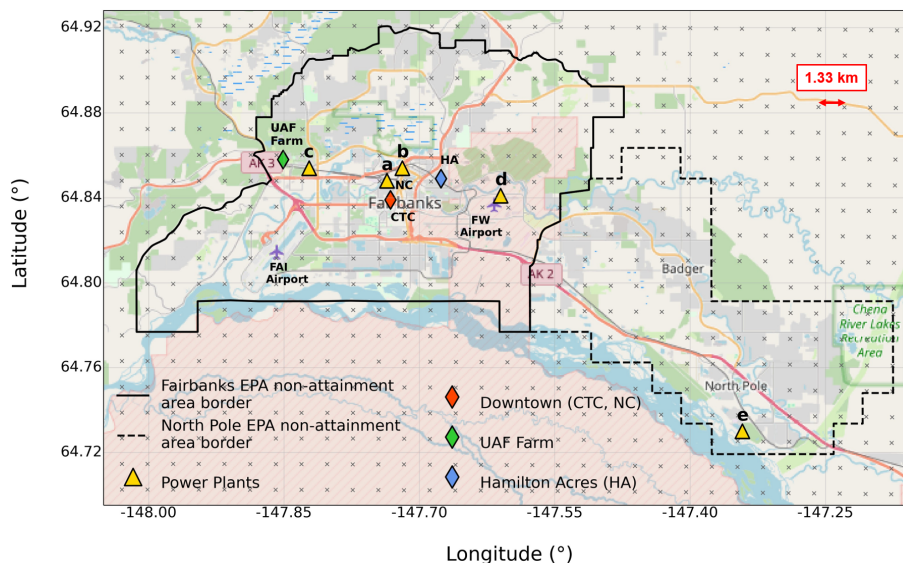 64.92
64.88
64.84
64.80
64.76
64.72
Latitude (°)
1.33 km
UAF
Farm
AK 3
c
b
a
NC
HA
d
Fairbanks
CTC
FW
Airport
FAI
Airport
AK 2
Badger
Chena
River Lakes
Recreation
Area
North Pole
e
Fairbanks EPA non-attainment
area border
North Pole EPA non-attainment
area border
Power Plants
Downtown (CTC, NC)
UAF Farm
Hamilton Acres (HA)
-148.00
-147.85
-147.70
-147.55
-147.40
-147.25
Longitude (°)